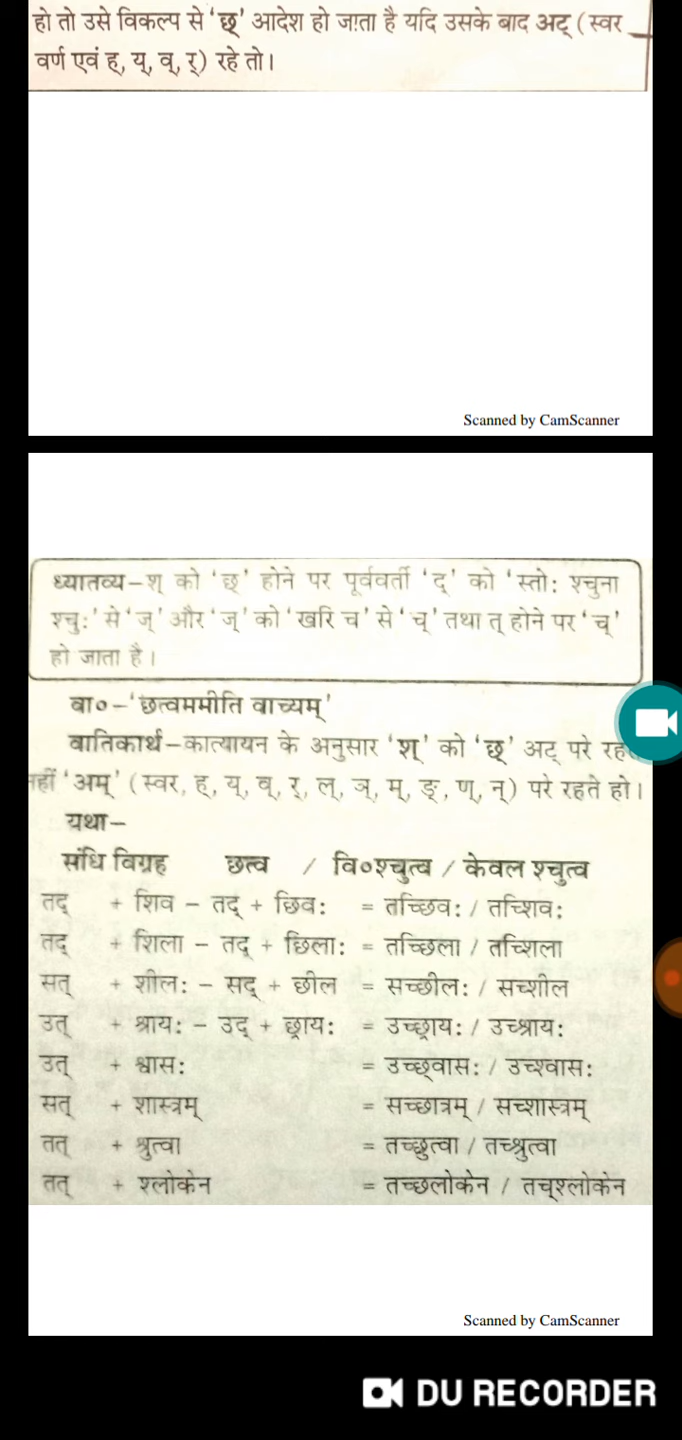 हो तो उसे विकल्प से 'छ्' आदेश हो जाता है यदि उसके बाद अट् (स्वर
वर्ण एवं ह्, य्, व्, र्) रहे तो।
Scanned by CamScanner
ध्यातव्य–श् को 'छ्' होने पर पूर्ववर्ती 'द्' को 'स्तोः श्चुना
श्चुः' से 'ज्' और 'ज्' को 'खरि च' से 'च्' तथा त् होने पर 'च्'
हो जाता है।
वा०–'छत्वममीति वाच्यम्'
वार्तिकार्थ–कात्यायन के अनुसार 'श्' को 'छ्' अट् परे
नहीं 'अम्' (स्वर, ह्, य्, व्, र्, ल्, ञ्, म्, ङ्, ण्, न्) परे रहते हो।
यथा–
संधि विग्रह छत्व / वि०श्चुत्व / केवल श्चुत्व
तद् + शिव – तद् + छिवः = तच्छिवः / तच्शिवः
तद् + शिला – तद् + छिलाः = तच्छिला / तच्शिला
सत् + शीलः – सद् + छील = सच्छीलः / सच्शील
उत् + श्रायः – उद् + छ्रायः = उच्छ्रायः / उच्श्रायः
उत् + श्वासः = उच्छ्वासः / उच्श्वासः
सत् + शास्त्रम् = सच्छात्रम् / सच्शास्त्रम्
तत् + श्रुत्वा = तच्छ्रुत्वा / तच्श्रुत्वा
तत् + श्लोकेन = तच्छलोकेन / तच्श्लोकेन
Scanned by CamScanner
DU RECORDER